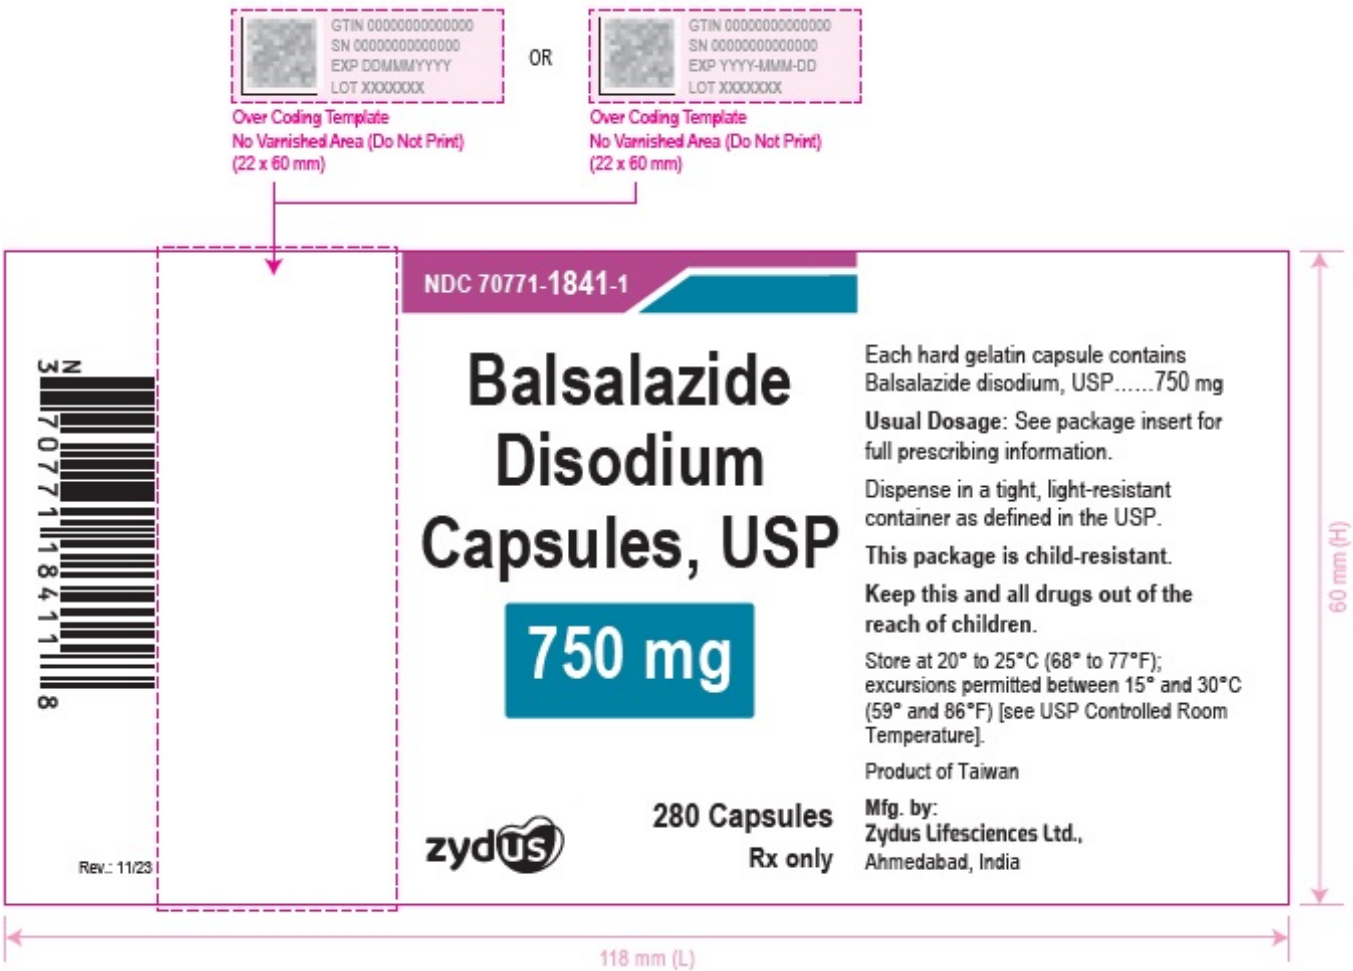 GTIN 00000000000000
SN 00000000000000
EXP DDMMMYYYY
LOT XXXXXXX
OR
GTIN 00000000000000
SN 00000000000000
EXP YYYY-MMM-DD
LOT XXXXXXX
Over Coding Template
No Varnished Area (Do Not Print)
(22 x 60 mm)
Over Coding Template
No Varnished Area (Do Not Print)
(22 x 60 mm)
N
3 70771 18411 8
Rev.: 11/23
NDC 70771-1841-1
Balsalazide
Disodium
Capsules, USP
750 mg
zydus
280 Capsules
Rx only
Each hard gelatin capsule contains
Balsalazide disodium, USP......750 mg
Usual Dosage: See package insert for
full prescribing information.
Dispense in a tight, light-resistant
container as defined in the USP.
This package is child-resistant.
Keep this and all drugs out of the
reach of children.
Store at 20° to 25°C (68° to 77°F);
excursions permitted between 15° and 30°C
(59° and 86°F) [see USP Controlled Room
Temperature].
Product of Taiwan
Mfg. by:
Zydus Lifesciences Ltd.,
Ahmedabad, India
60 mm (H)
118 mm (L)